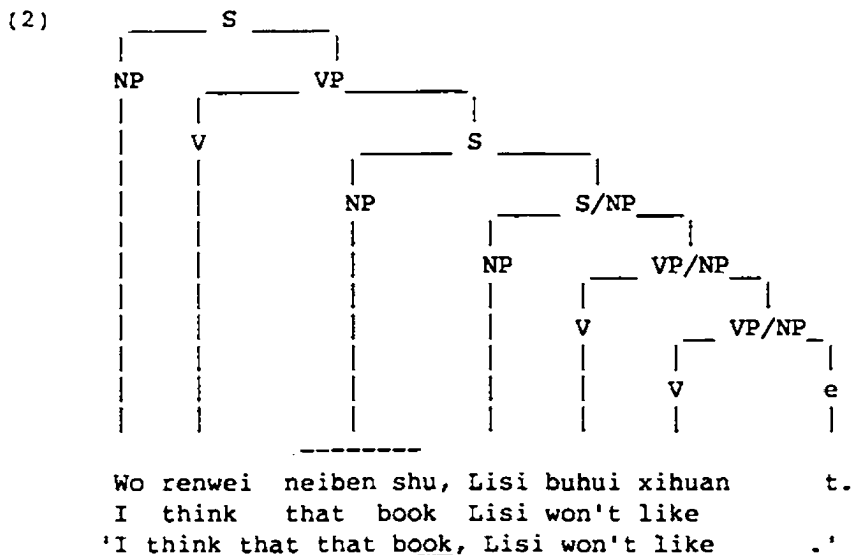 (2) S
NP VP
V S
NP S/NP
NP VP/NP
V VP/NP
V e
Wo renwei neiben shu, Lisi buhui xihuan t.
I think that book Lisi won't like
'I think that that book, Lisi won't like .'